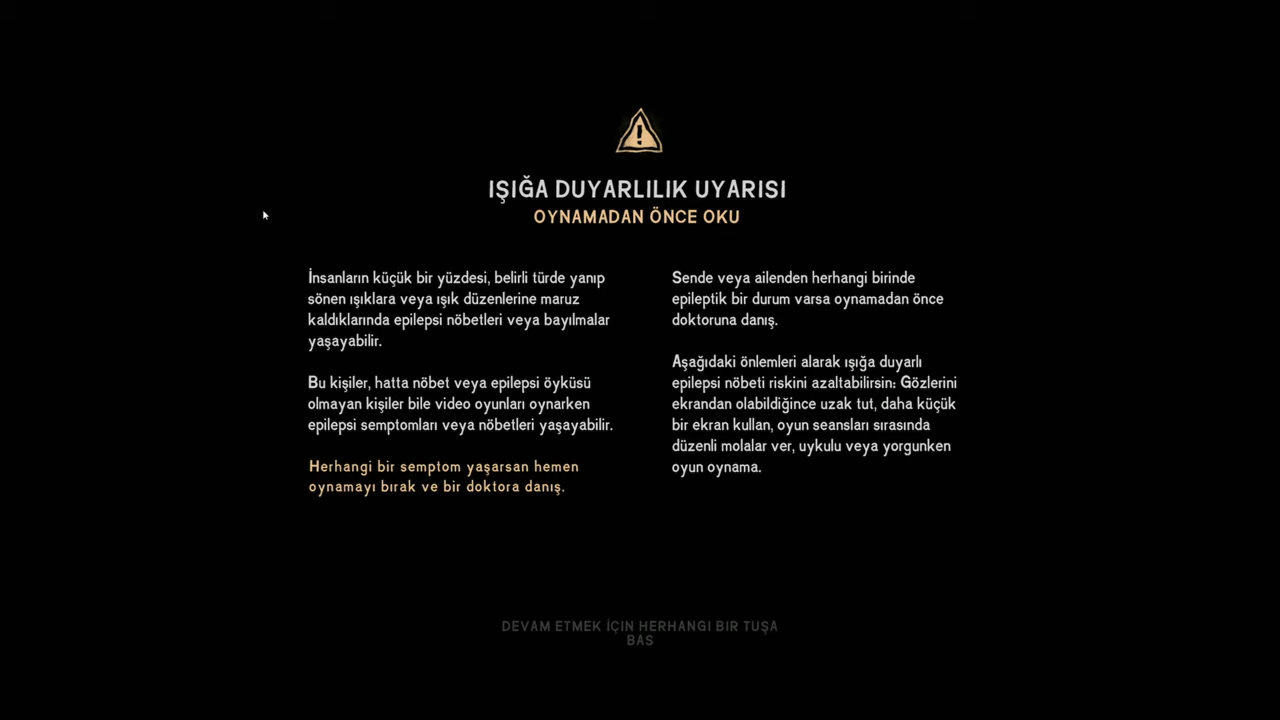 IŞIĞA DUYARLILIK UYARISI
OYNAMADAN ÖNCE OKU
İnsanların küçük bir yüzdesi, belirli türde yanıp
sönen ışıklara veya ışık düzenlerine maruz
kaldıklarında epilepsi nöbetleri veya bayılmalar
yaşayabilir.
Bu kişiler, hatta nöbet veya epilepsi öyküsü
olmayan kişiler bile video oyunları oynarken
epilepsi semptomları veya nöbetleri yaşayabilir.
Herhangi bir semptom yaşarsan hemen
oynamayı bırak ve bir doktora danış.
Sende veya ailenden herhangi birinde
epileptik bir durum varsa oynamadan önce
doktoruna danış.
Aşağıdaki önlemleri alarak ışığa duyarlı
epilepsi nöbeti riskini azaltabilirsin: Gözlerini
ekrandan olabildiğince uzak tut, daha küçük
bir ekran kullan, oyun seansları sırasında
düzenli molalar ver, uykulu veya yorgunken
oyun oynama.
DEVAM ETMEK İÇIN HERHANGI BIR TUŞA
BAS